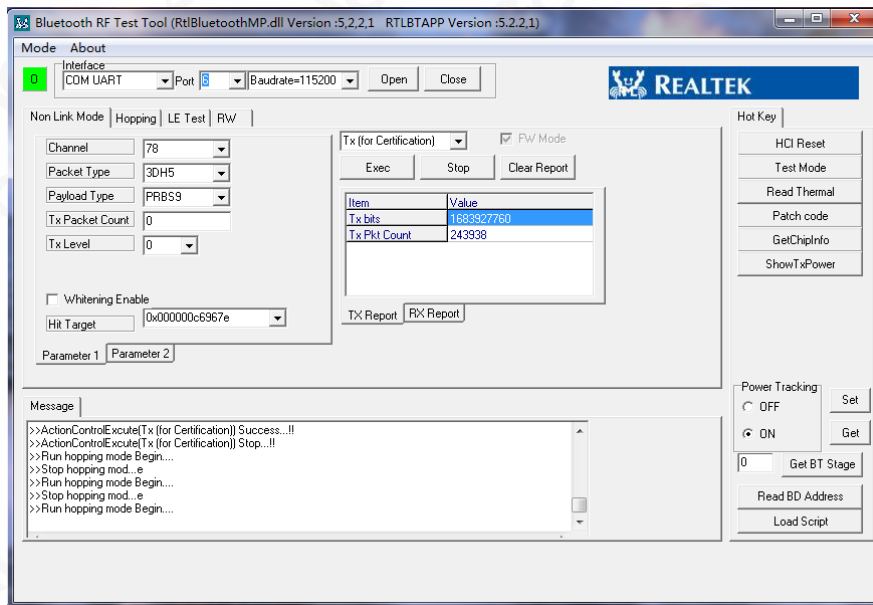 Bluetooth RF Test Tool (RtlBluetoothMP.dll Version :5,2,2,1 RTLBTAPP Version :5.2.2,1)
Mode About
Interface
0 COM UART Port 6 Baudrate=115200 Open Close
REALTEK
Non Link Mode Hopping LE Test RW
Hot Key
Channel 78
Packet Type 3DH5
Payload Type PRBS9
Tx Packet Count 0
Tx Level 0
Whitening Enable
Hit Target 0x000000c6967e
Parameter 1 Parameter 2
Tx (for Certification) FW Mode
Exec Stop Clear Report
Item Value
Tx bits 1683927760
Tx Pkt Count 243938
TX Report RX Report
HCI Reset
Test Mode
Read Thermal
Patch code
GetChipInfo
ShowTxPower
Power Tracking
OFF Set
ON Get
0 Get BT Stage
Read BD Address
Load Script
Message
>>ActionControlExcute(Tx (for Certification)) Success...!!
>>ActionControlExcute(Tx (for Certification)) Stop...!!
>>Run hopping mode Begin....
>>Stop hopping mod...e
>>Run hopping mode Begin....
>>Stop hopping mod...e
>>Run hopping mode Begin....